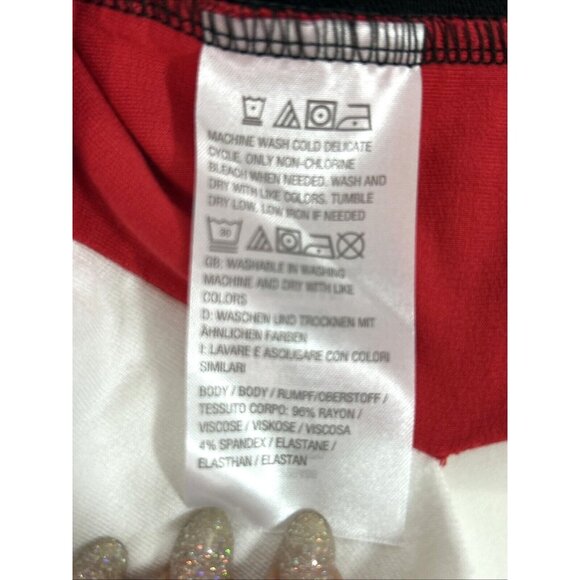 MACHINE WASH COLD DELICATE
CYCLE, ONLY NON-CHLORINE
BLEACH WHEN NEEDED. WASH AND
DRY WITH LIKE COLORS. TUMBLE
DRY LOW, LOW IRON IF NEEDED
30
GB: WASHABLE IN WASHING
MACHINE AND DRY WITH LIKE
COLORS
D: WASCHEN UND TROCKNEN MIT
ÄHNLICHEN FARBEN
I: LAVARE E ASCIUGARE CON COLORI
SIMILARI
BODY / BODY / RUMPF/OBERSTOFF /
TESSUTO CORPO: 96% RAYON /
VISCOSE / VISKOSE / VISCOSA
4% SPANDEX / ELASTANE /
ELASTHAN / ELASTAN